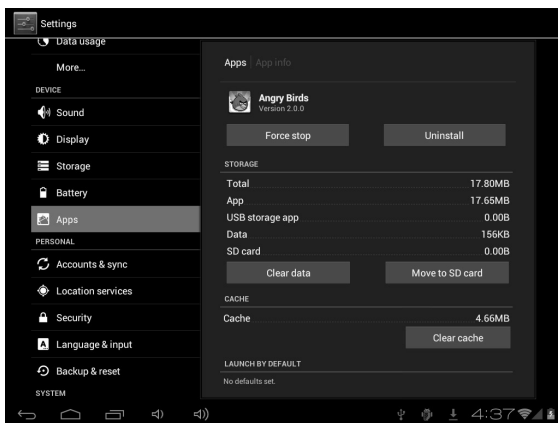 Settings
Data usage
More...
DEVICE
Sound
Display
Storage
Battery
Apps
PERSONAL
Accounts & sync
Location services
Security
Language & input
Backup & reset
SYSTEM
Apps App info
Angry Birds
Version 2.0.0
Force stop Uninstall
STORAGE
Total 17.80MB
App 17.65MB
USB storage app 0.00B
Data 156KB
SD card 0.00B
Clear data Move to SD card
CACHE
Cache 4.66MB
Clear cache
LAUNCH BY DEFAULT
No defaults set.
4:37